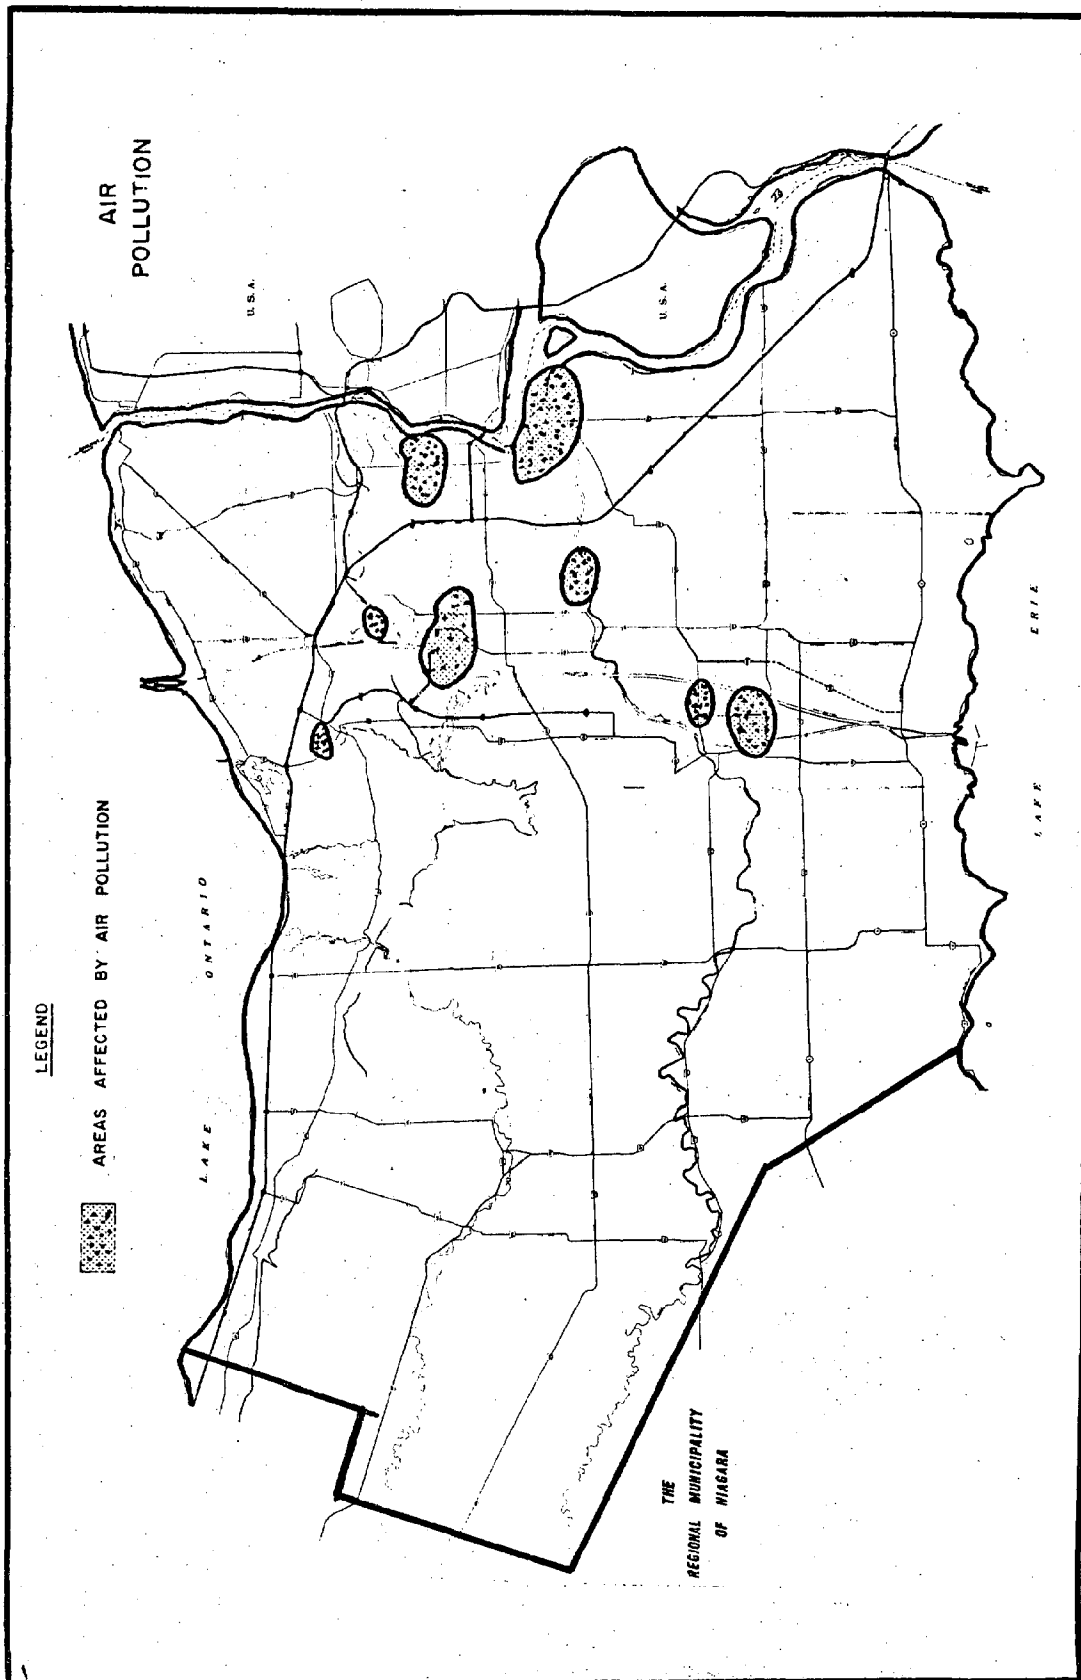 AIR
POLLUTION
LEGEND
AREAS AFFECTED BY AIR POLLUTION
LAKE ONTARIO
U.S.A.
U.S.A.
LAKE ERIE
THE
REGIONAL MUNICIPALITY
OF NIAGARA